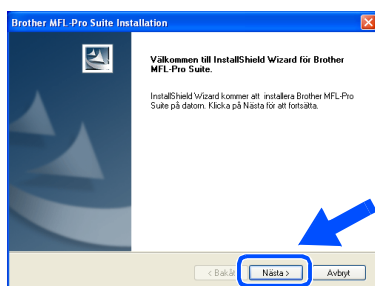 Brother MFL-Pro Suite Installation
Välkommen till InstallShield Wizard för Brother
MFL-Pro Suite.
InstallShield Wizard kommer att installera Brother MFL-Pro
Suite på datorn. Klicka på Nästa för att fortsätta.
< Bakåt Nästa > Avbryt